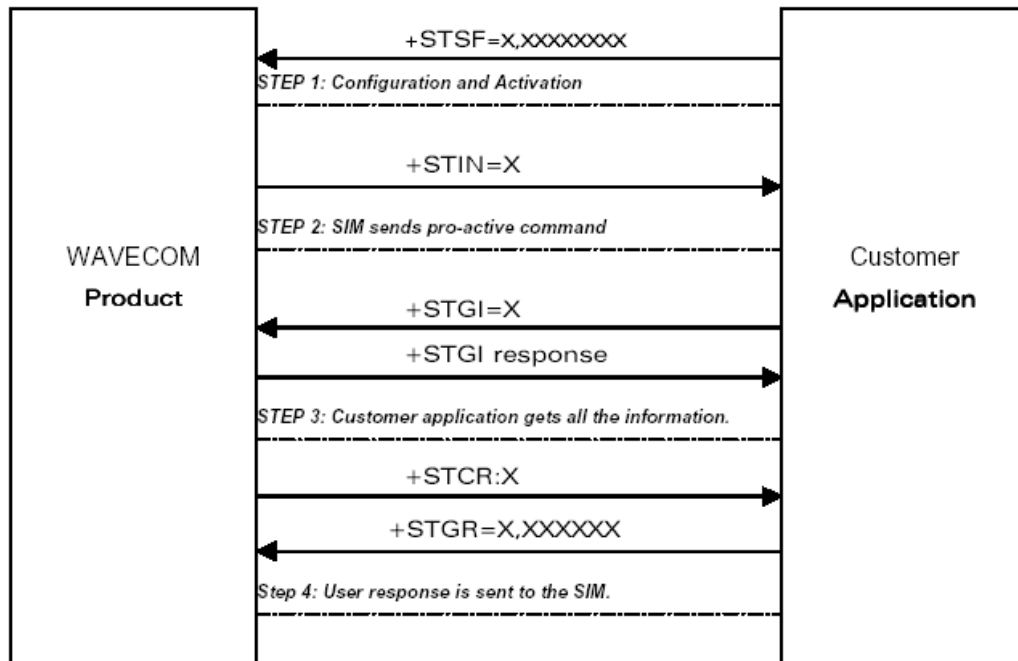 +STSF=X,XXXXXXXX
STEP 1: Configuration and Activation
+STIN=X
STEP 2: SIM sends pro-active command
WAVECOM
Product
Customer
Application
+STGI=X
+STGI response
STEP 3: Customer application gets all the information.
+STCR:X
+STGR=X,XXXXXX
Step 4: User response is sent to the SIM.